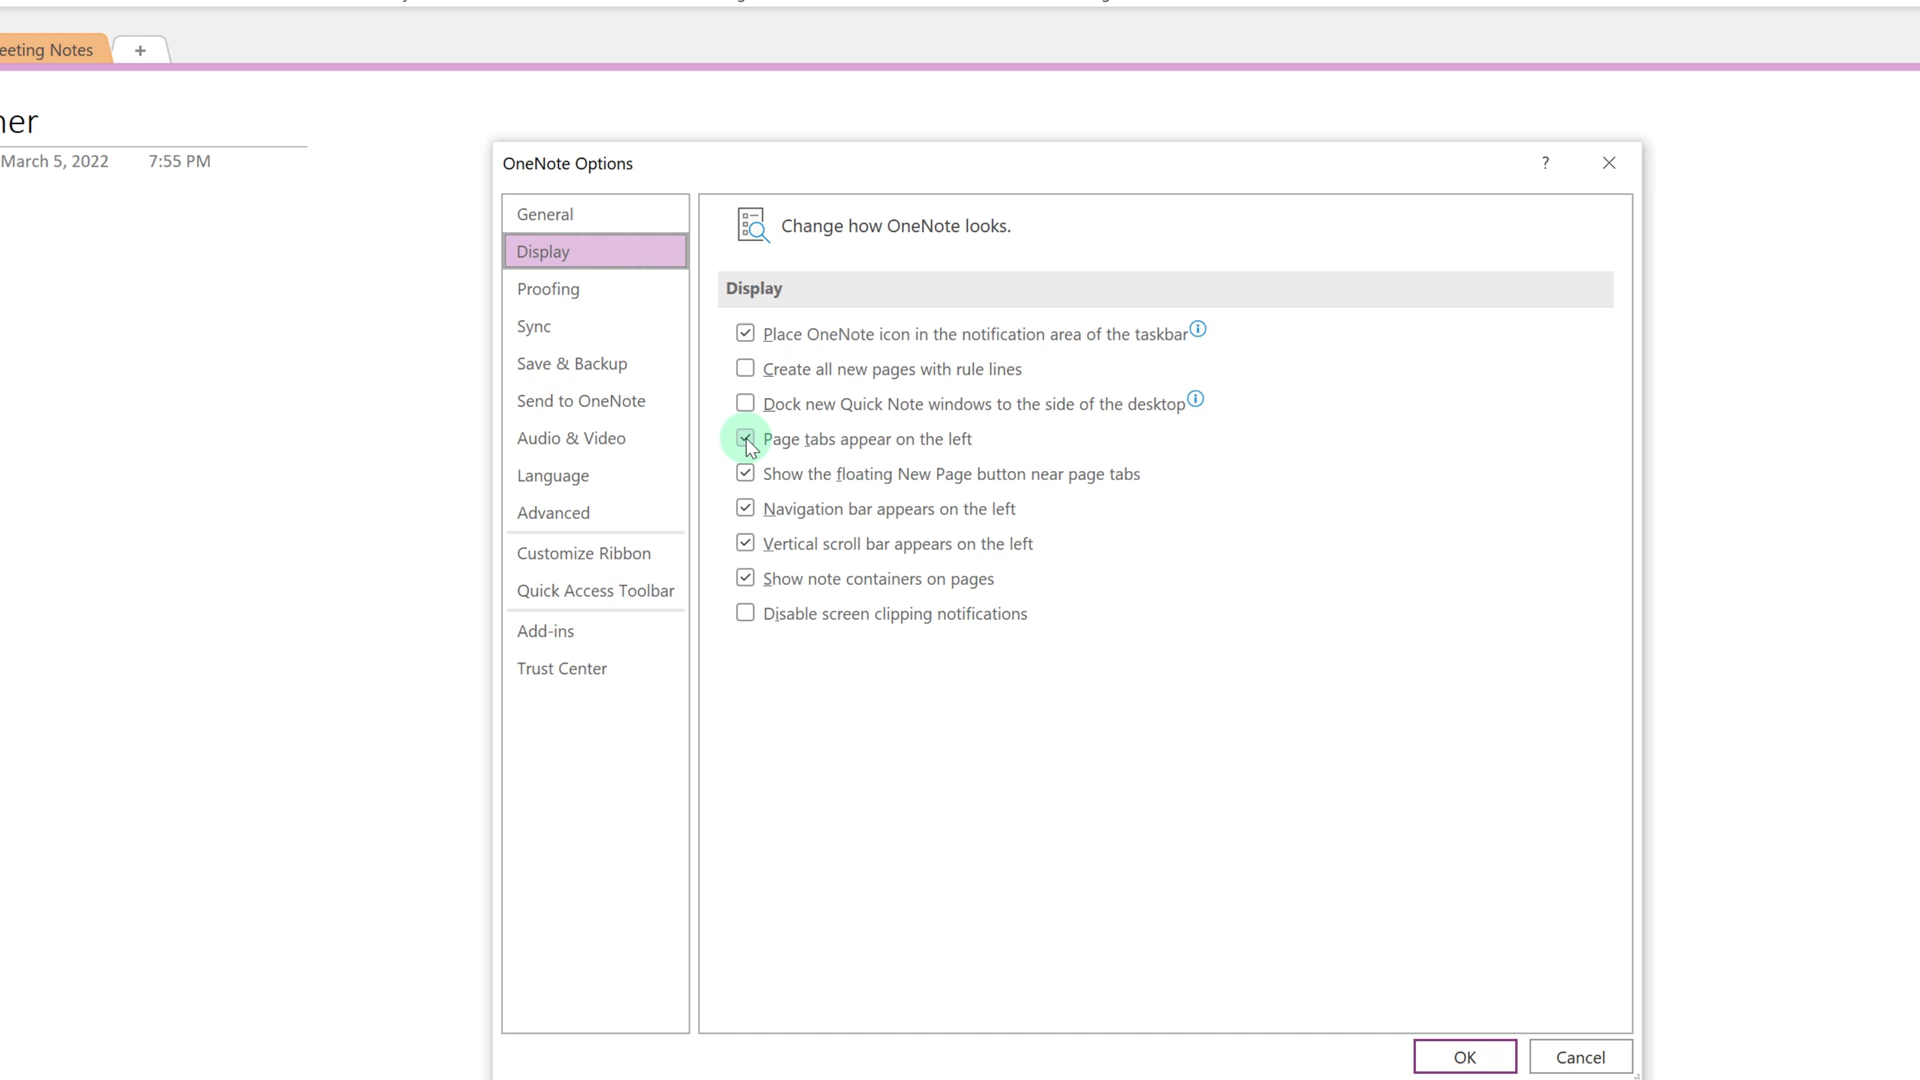 eeting Notes +
ner
March 5, 2022 7:55 PM
OneNote Options ?
General
Display
Proofing
Sync
Save & Backup
Send to OneNote
Audio & Video
Language
Advanced
Customize Ribbon
Quick Access Toolbar
Add-ins
Trust Center
Change how OneNote looks.
Display
Place OneNote icon in the notification area of the taskbar
Create all new pages with rule lines
Dock new Quick Note windows to the side of the desktop
Page tabs appear on the left
Show the floating New Page button near page tabs
Navigation bar appears on the left
Vertical scroll bar appears on the left
Show note containers on pages
Disable screen clipping notifications
OK Cancel